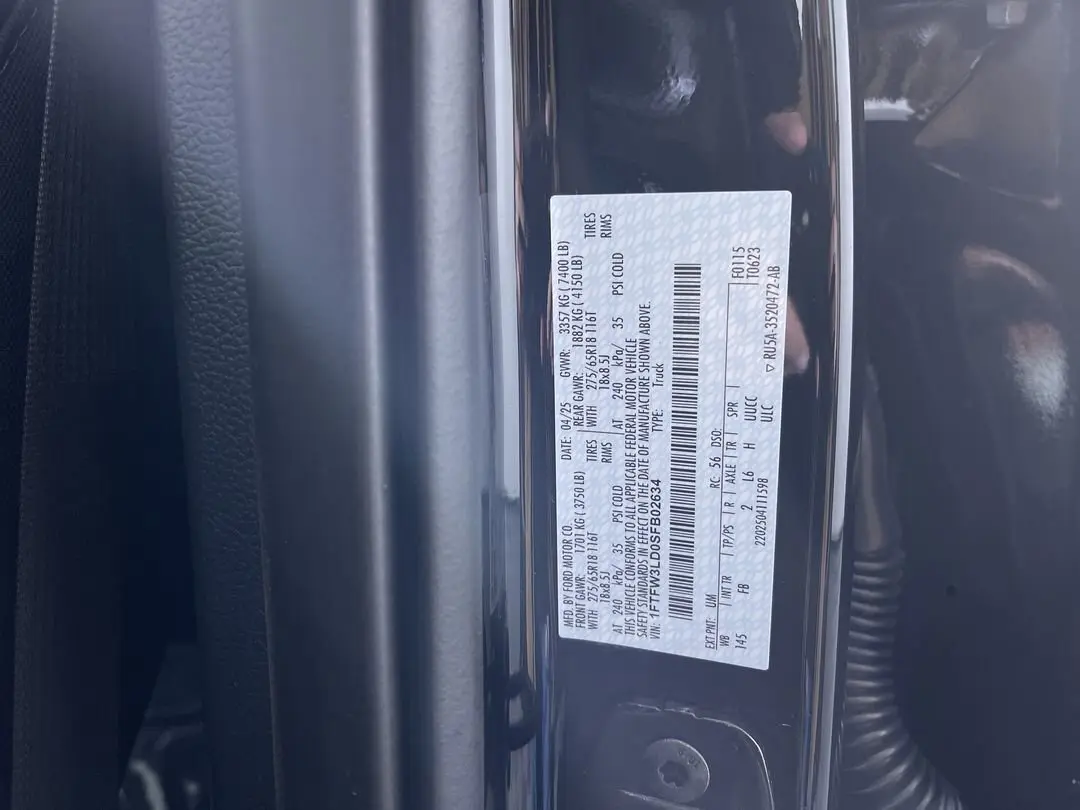 MFD. BY FORD MOTOR CO.
DATE: 04/25 GVWR: 3357 KG ( 7400 LB)
FRONT GAWR: 1701 KG ( 3750 LB) REAR GAWR: 1882 KG ( 4150 LB)
WITH 275/65R18 116T TIRES WITH 275/65R18 116T TIRES
18x8.5J RIMS 18x8.5J RIMS
AT 240 kPa/ 35 PSI COLD AT 240 kPa/ 35 PSI COLD
THIS VEHICLE CONFORMS TO ALL APPLICABLE FEDERAL MOTOR VEHICLE
SAFETY STANDARDS IN EFFECT ON THE DATE OF MANUFACTURE SHOWN ABOVE.
VIN: 1FTFW3LD0SFB02634 TYPE: Truck
EXT PNT: UM RC: 56 DSO: F0115
WB INT TR TP/PS R AXLE TR SPR T0623
145 FB 2 L6 H UUCC
2202504111598 ULC ▽ RU5A-3520472-AB